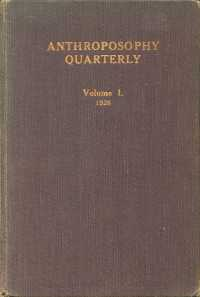 ANTHROPOSOPHY
QUARTERLY
Volume I.
1926